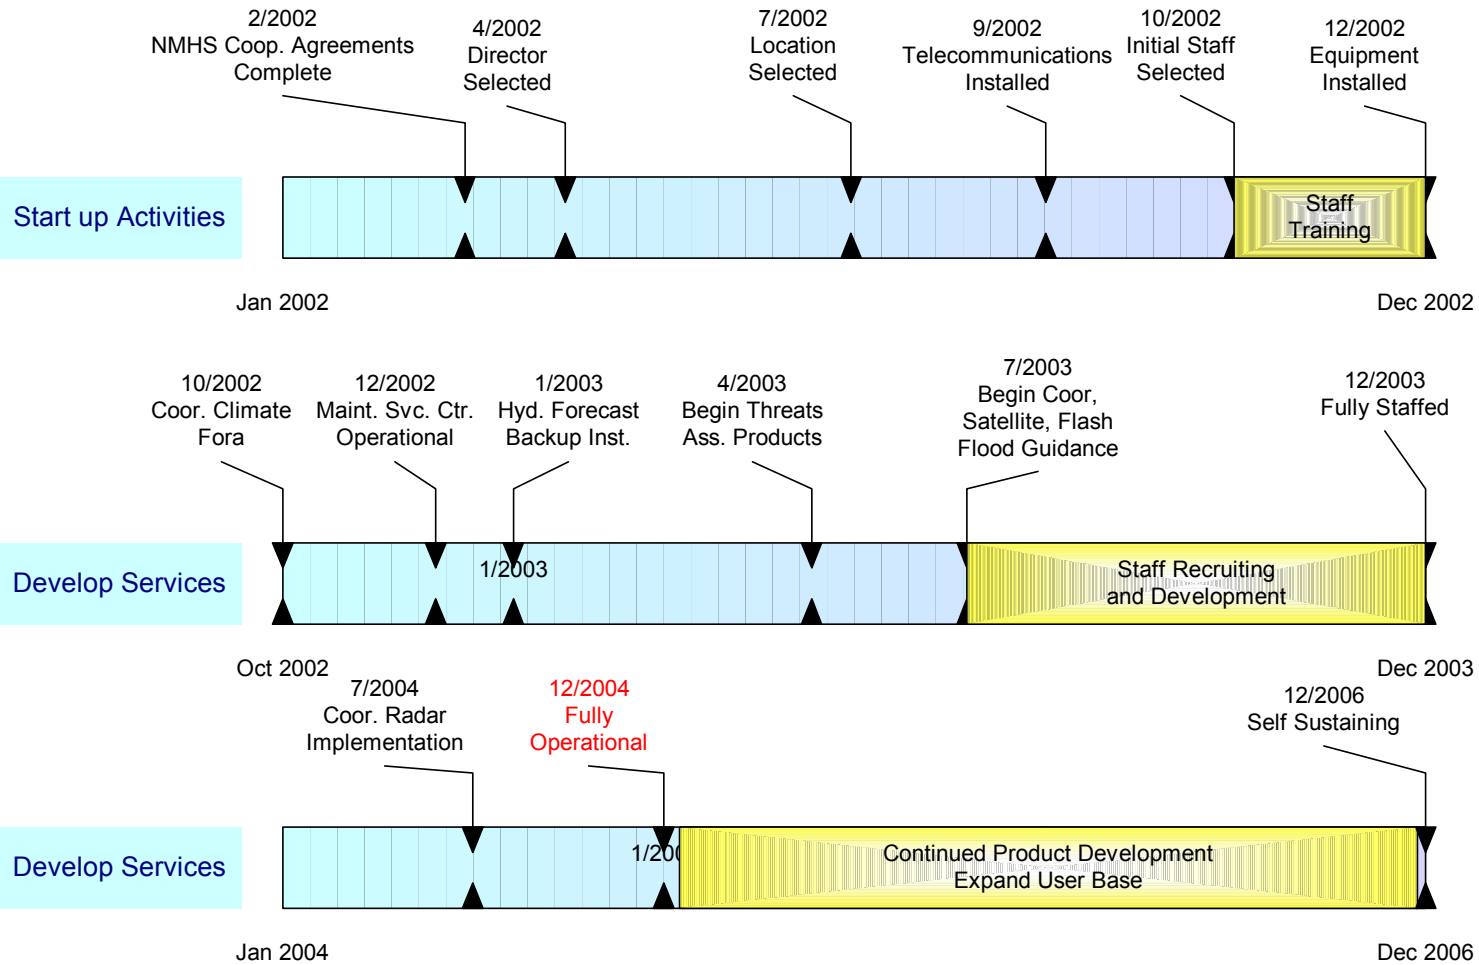 2/2002
NMHS Coop. Agreements
Complete
4/2002
Director
Selected
7/2002
Location
Selected
9/2002
Telecommunications
Installed
10/2002
Initial Staff
Selected
12/2002
Equipment
Installed
Start up Activities
Staff
Training
Jan 2002
Dec 2002
10/2002
Coor. Climate
Fora
12/2002
Maint. Svc. Ctr.
Operational
1/2003
Hyd. Forecast
Backup Inst.
4/2003
Begin Threats
Ass. Products
7/2003
Begin Coor,
Satellite, Flash
Flood Guidance
12/2003
Fully Staffed
Develop Services
1/2003
Staff Recruiting
and Development
Oct 2002
Dec 2003
7/2004
Coor. Radar
Implementation
12/2004
Fully
Operational
12/2006
Self Sustaining
Develop Services
Continued Product Development
Expand User Base
Jan 2004
Dec 2006